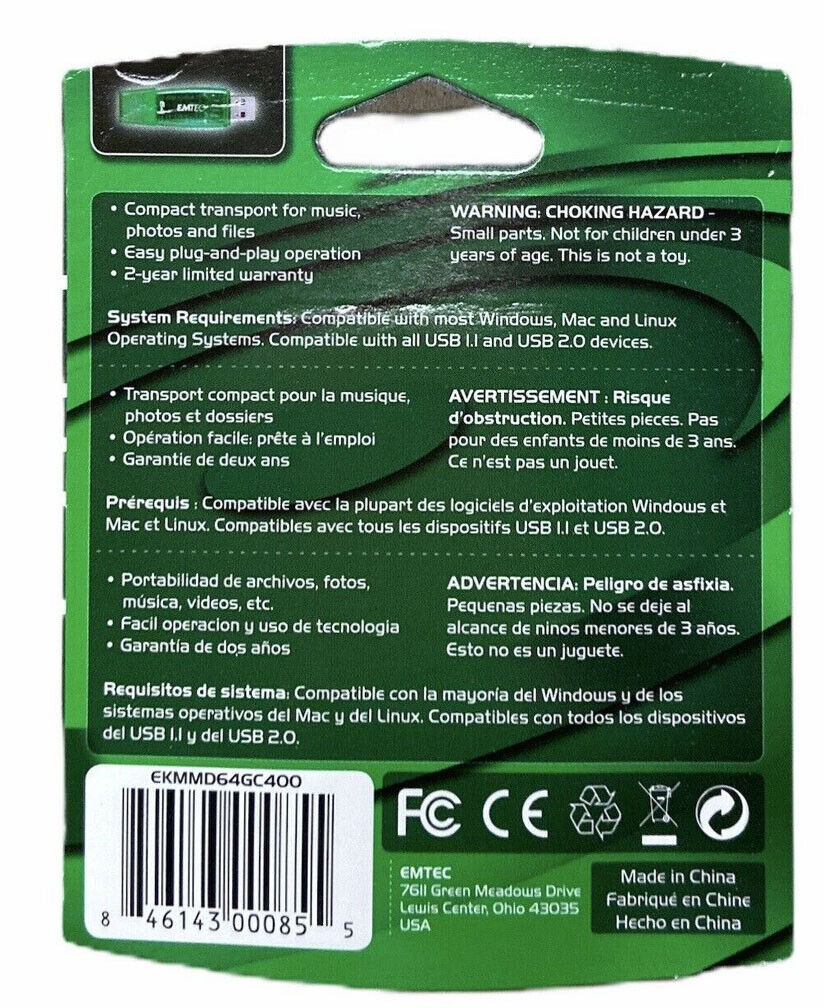 EMTEC
• Compact transport for music,
photos and files
• Easy plug-and-play operation
• 2-year limited warranty
WARNING: CHOKING HAZARD -
Small parts. Not for children under 3
years of age. This is not a toy.
System Requirements: Compatible with most Windows, Mac and Linux
Operating Systems. Compatible with all USB 1.1 and USB 2.0 devices.
• Transport compact pour la musique,
photos et dossiers
• Opération facile: prête à l'emploi
• Garantie de deux ans
AVERTISSEMENT : Risque
d'obstruction. Petites pieces. Pas
pour des enfants de moins de 3 ans.
Ce n'est pas un jouet.
Prérequis : Compatible avec la plupart des logiciels d'exploitation Windows et
Mac et Linux. Compatibles avec tous les dispositifs USB 1.1 et USB 2.0.
• Portabilidad de archivos, fotos,
música, videos, etc.
• Facil operacion y uso de tecnologia
• Garantía de dos años
ADVERTENCIA: Peligro de asfixia.
Pequenas piezas. No se deje al
alcance de ninos menores de 3 años.
Esto no es un juguete.
Requisitos de sistema: Compatible con la mayoría del Windows y de los
sistemas operativos del Mac y del Linux. Compatibles con todos los dispositivos
del USB 1.1 y del USB 2.0.
EKMMD64GC400
8 46143 00085 5
FC CE
EMTEC
7611 Green Meadows Drive
Lewis Center, Ohio 43035
USA
Made in China
Fabriqué en Chine
Hecho en China